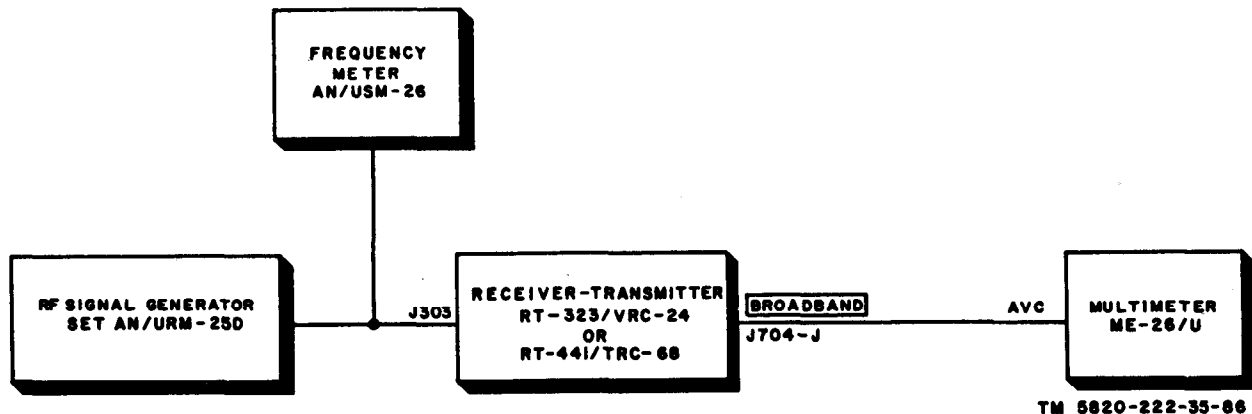 FREQUENCY
METER
AN/USM-26
RF SIGNAL GENERATOR
SET AN/URM-25D
J303
RECEIVER-TRANSMITTER
RT-323/VRC-24
OR
RT-441/TRC-68
BROADBAND
J704-J
AVC
MULTIMETER
ME-26/U
TM 5820-222-35-86